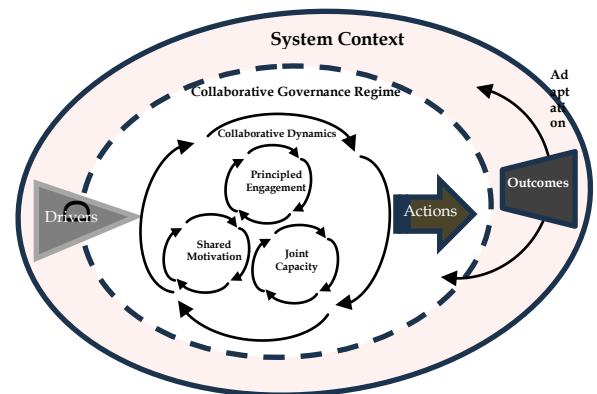 System Context
Ad
apt
ati
on
Collaborative Governance Regime
Collaborative Dynamics
Principled
Engagement
Outcomes
Drivers
Actions
Shared
Motivation
Joint
Capacity